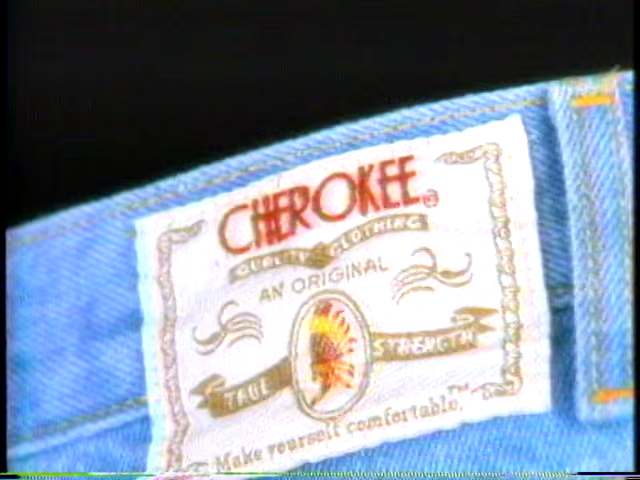 CHEROKEE®
QUALITY CLOTHING
AN ORIGINAL
TRUE STRENGTH
Make yourself comfortable.™